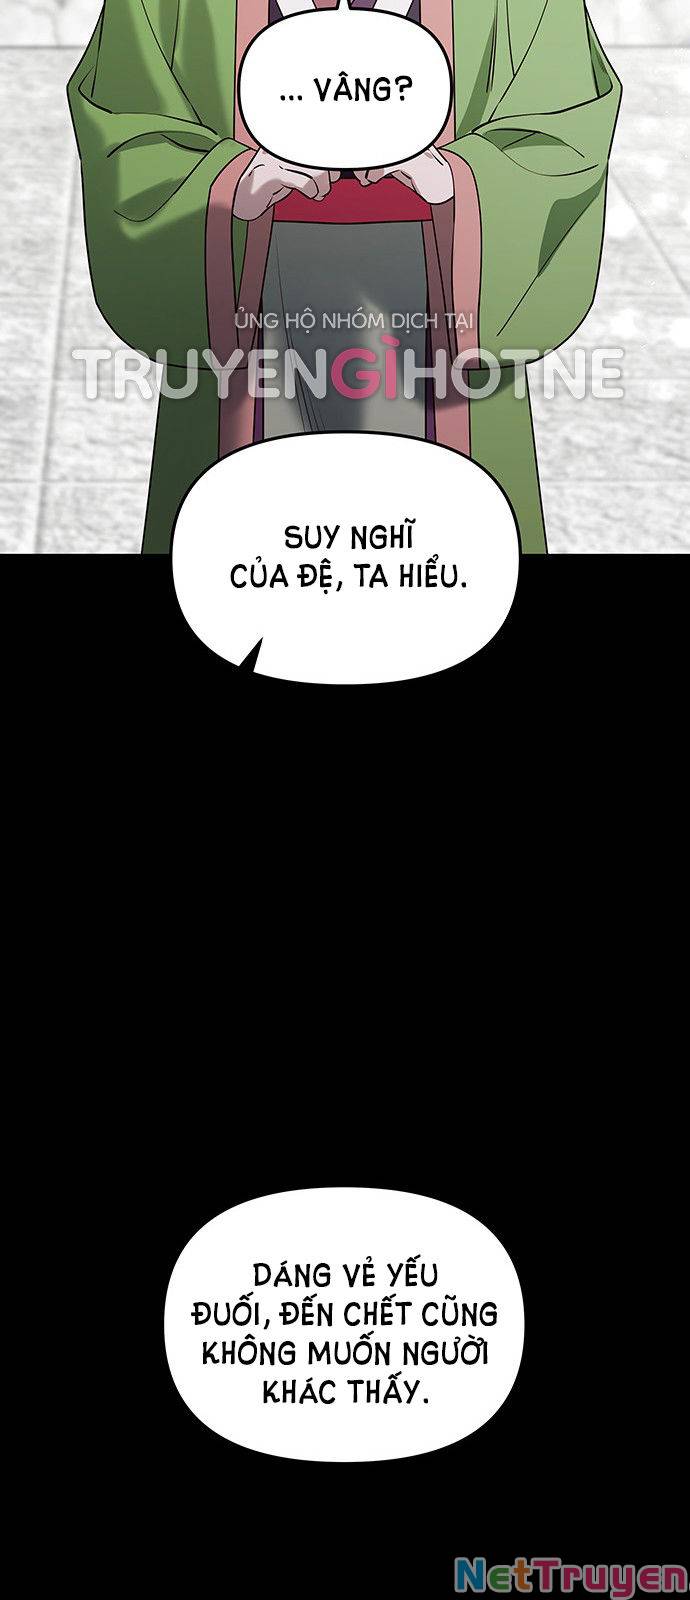 ... VÂNG?
ỦNG HỘ NHÓM DỊCH TẠI
TRUYENGIHOTNE
SUY NGHĨ
CỦA ĐỆ, TA HIỂU.
DÁNG VẺ YẾU
ĐUỐI, ĐẾN CHẾT CŨNG
KHÔNG MUỐN NGƯỜI
KHÁC THẤY.
NetTruyen